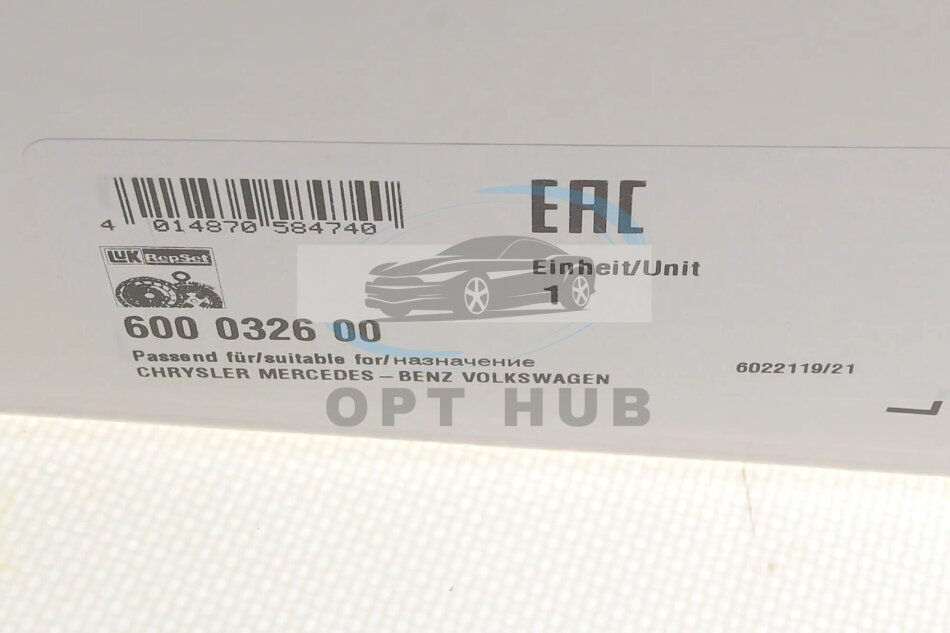 EAC
4 014870 584740
LuK RepSet
Einheit/Unit
1
600 0326 00
Passend für/suitable for/назначение
CHRYSLER MERCEDES-BENZ VOLKSWAGEN
6022119/21
OPT HUB